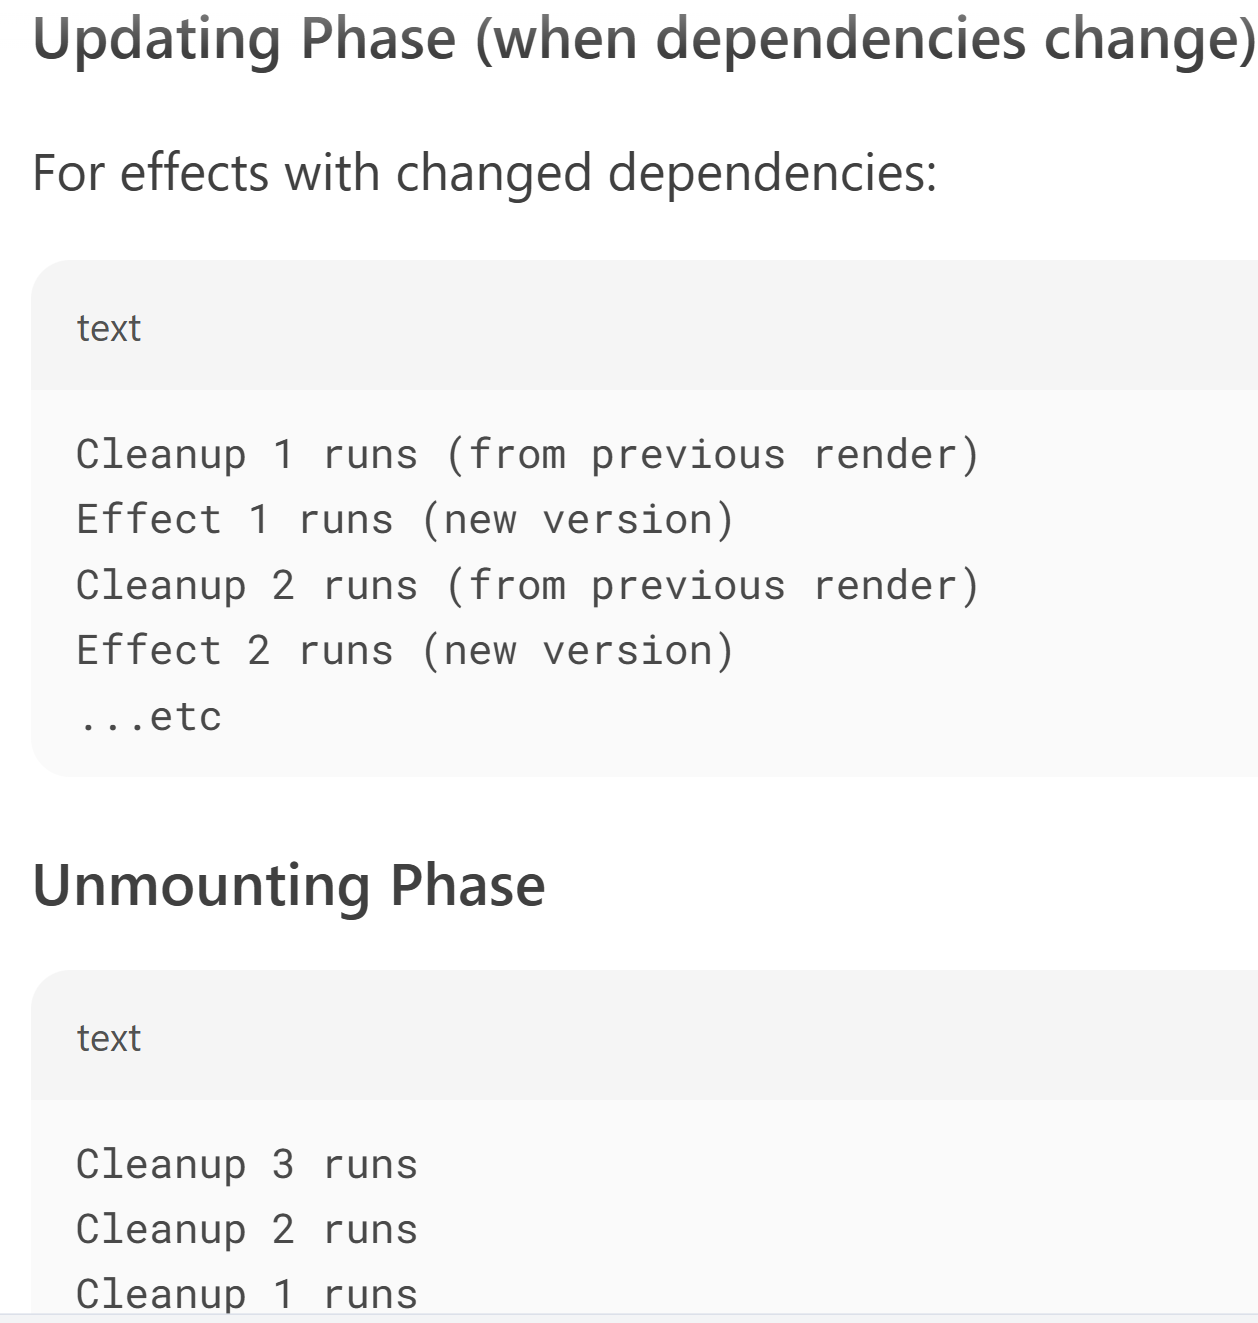 Updating Phase (when dependencies change)
For effects with changed dependencies:
text
Cleanup 1 runs (from previous render)
Effect 1 runs (new version)
Cleanup 2 runs (from previous render)
Effect 2 runs (new version)
...etc
Unmounting Phase
text
Cleanup 3 runs
Cleanup 2 runs
Cleanup 1 runs